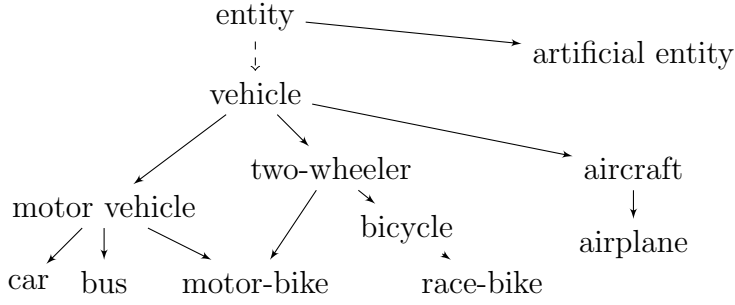 entity
artificial entity
vehicle
two-wheeler
aircraft
motor vehicle
bicycle
airplane
car
bus
motor-bike
race-bike